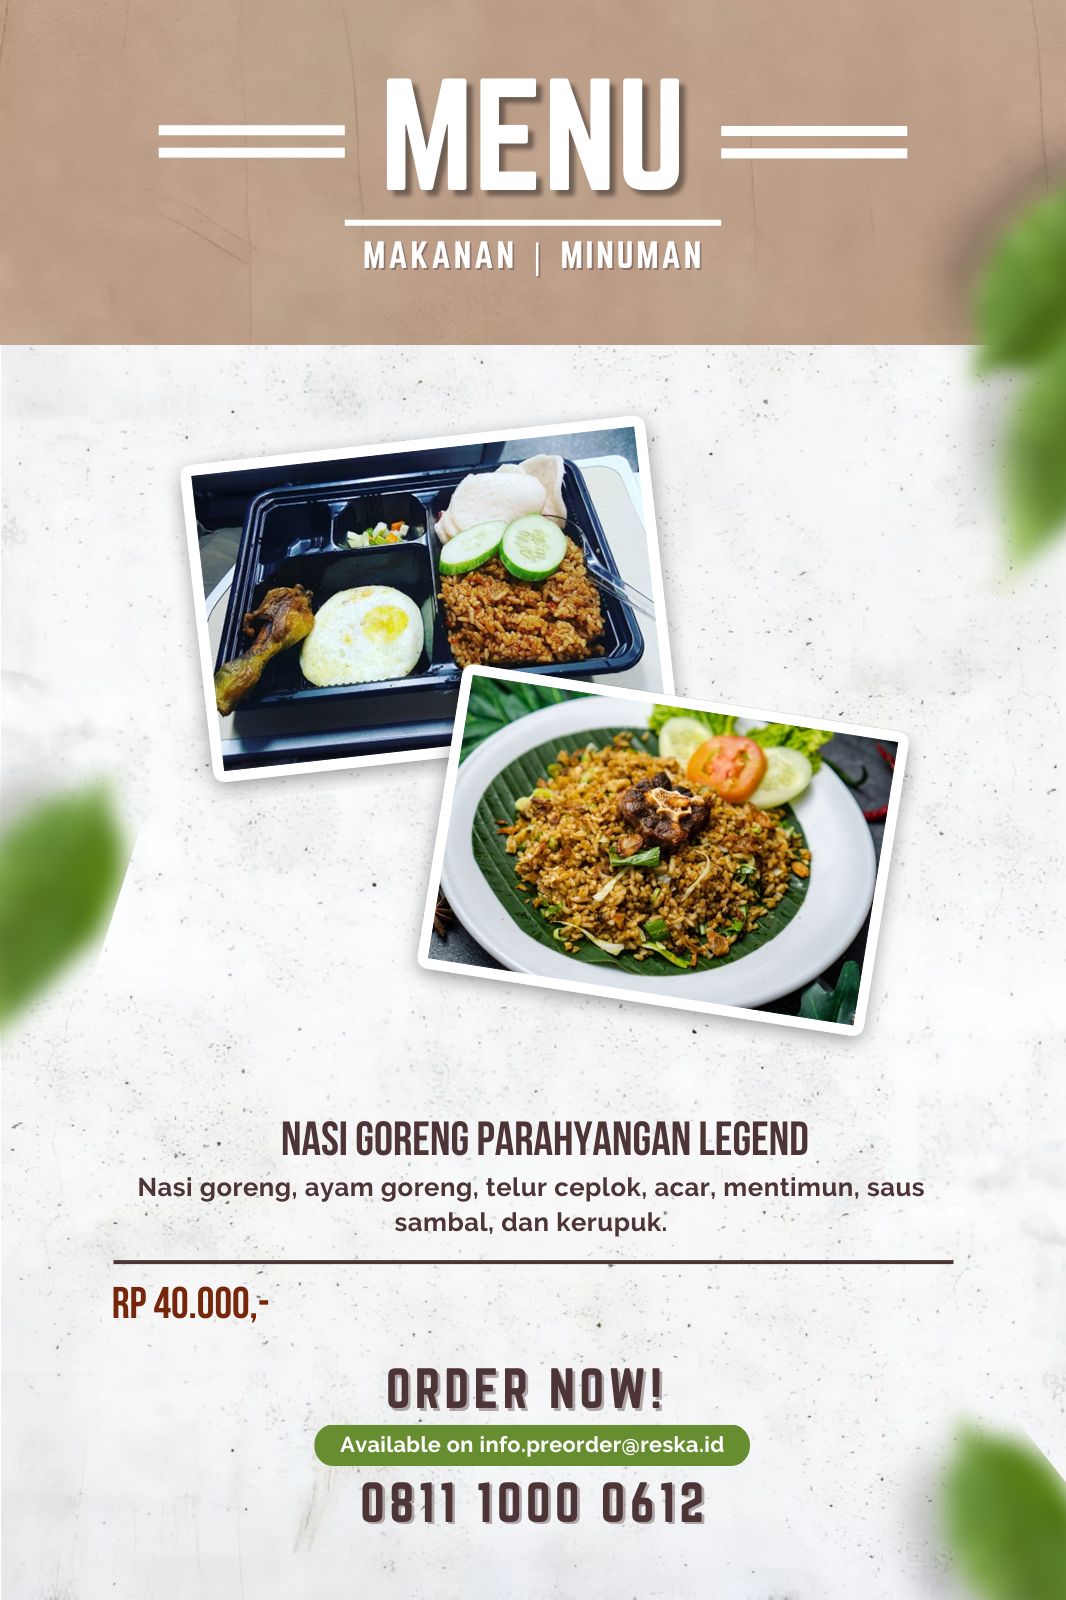 MENU
MAKANAN | MINUMAN
NASI GORENG PARAHYANGAN LEGEND
Nasi goreng, ayam goreng, telur ceplok, acar, mentimun, saus
sambal, dan kerupuk.
RP 40.000,-
ORDER NOW!
Available on info.preorder@reska.id
0811 1000 0612